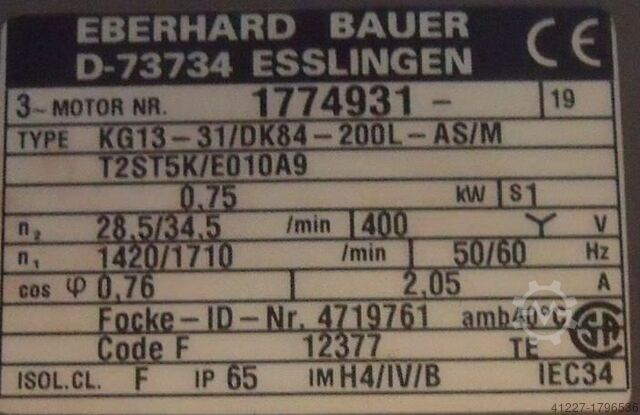 EBERHARD BAUER
D-73734 ESSLINGEN CE
3~MOTOR NR. 1774931- 19
TYPE KG13-31/DK84-200L-AS/M
T2ST5K/E010A9
0,75 kW S1
n₂ 28,5/34,5 /min 400 Y V
n₁ 1420/1710 /min 50/60 Hz
cos φ 0,76 2,05 A
Focke-ID-Nr. 4719761 amb40°C
Code F 12377 TE
ISOL.CL. F IP 65 IM H4/IV/B IEC34
41227-1796536